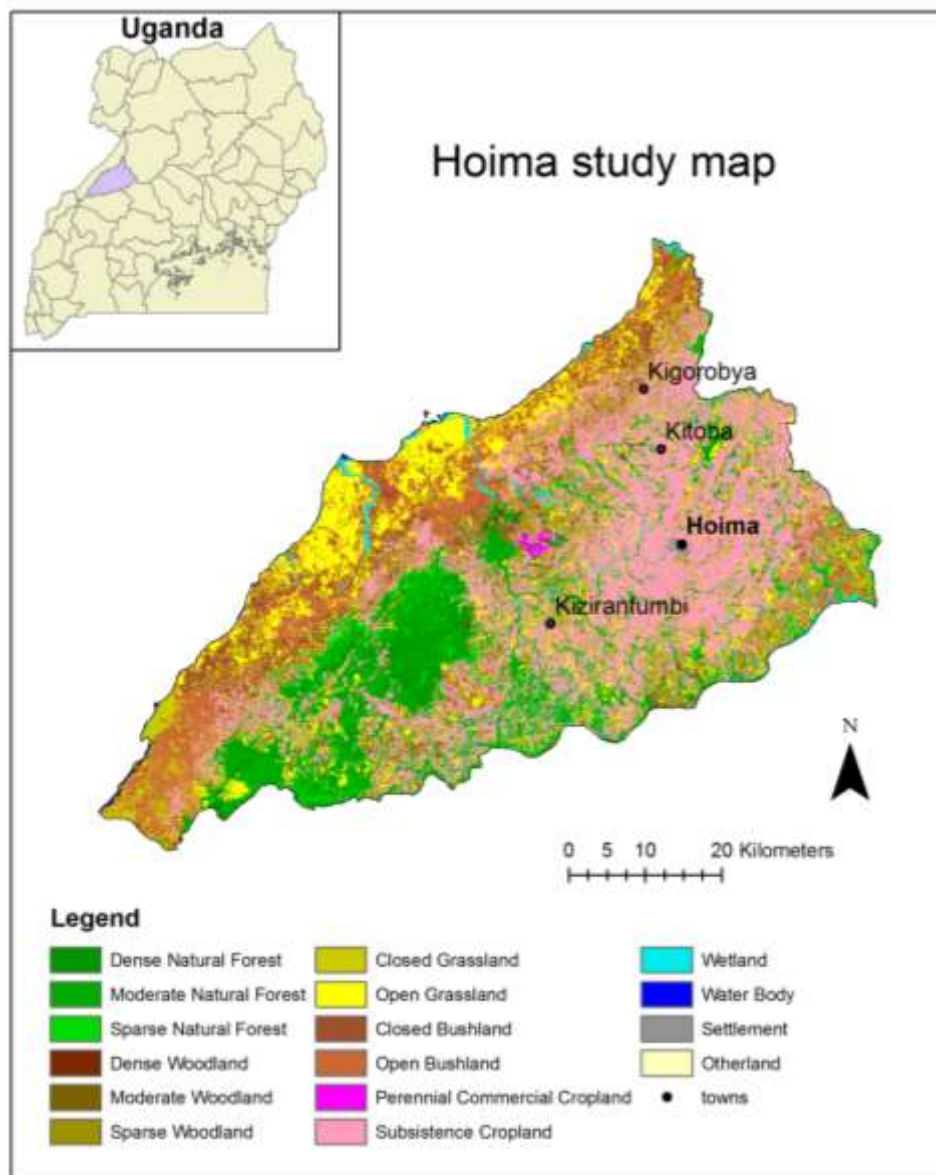 Uganda
Hoima study map
Kigorobya
Kitoba
Hoima
Kiziranfumbi
N
0 5 10 20 Kilometers
Legend
Dense Natural Forest
Moderate Natural Forest
Sparse Natural Forest
Dense Woodland
Moderate Woodland
Sparse Woodland
Closed Grassland
Open Grassland
Closed Bushland
Open Bushland
Perennial Commercial Cropland
Subsistence Cropland
Wetland
Water Body
Settlement
Otherland
towns